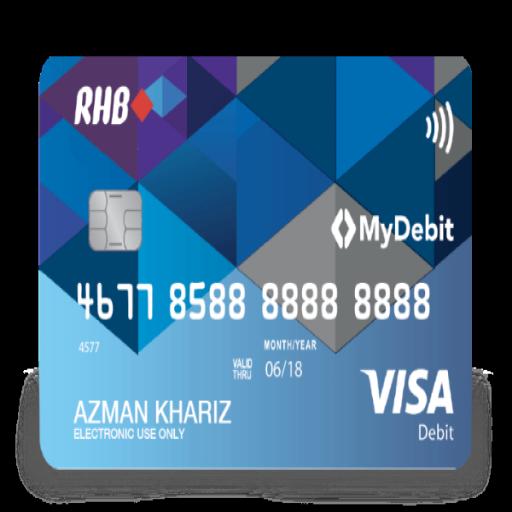 RHB
MyDebit
4677 8588 8888 8888
4577
MONTH/YEAR
VALID THRU 06/18
AZMAN KHARIZ
ELECTRONIC USE ONLY
VISA
Debit